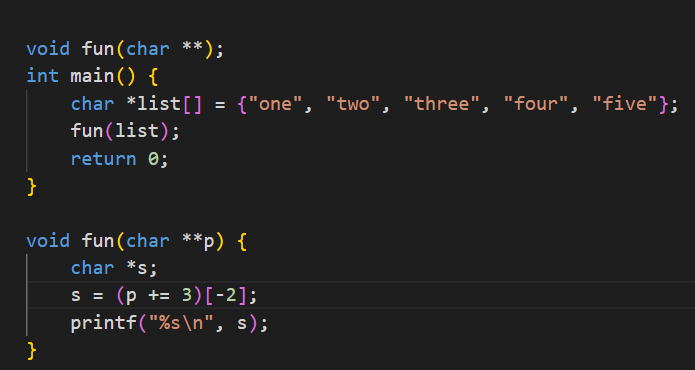 void fun(char **);
int main() {
    char *list[] = {"one", "two", "three", "four", "five"};
    fun(list);
    return 0;
}
void fun(char **p) {
    char *s;
    s = (p += 3)[-2];
    printf("%s\n", s);
}